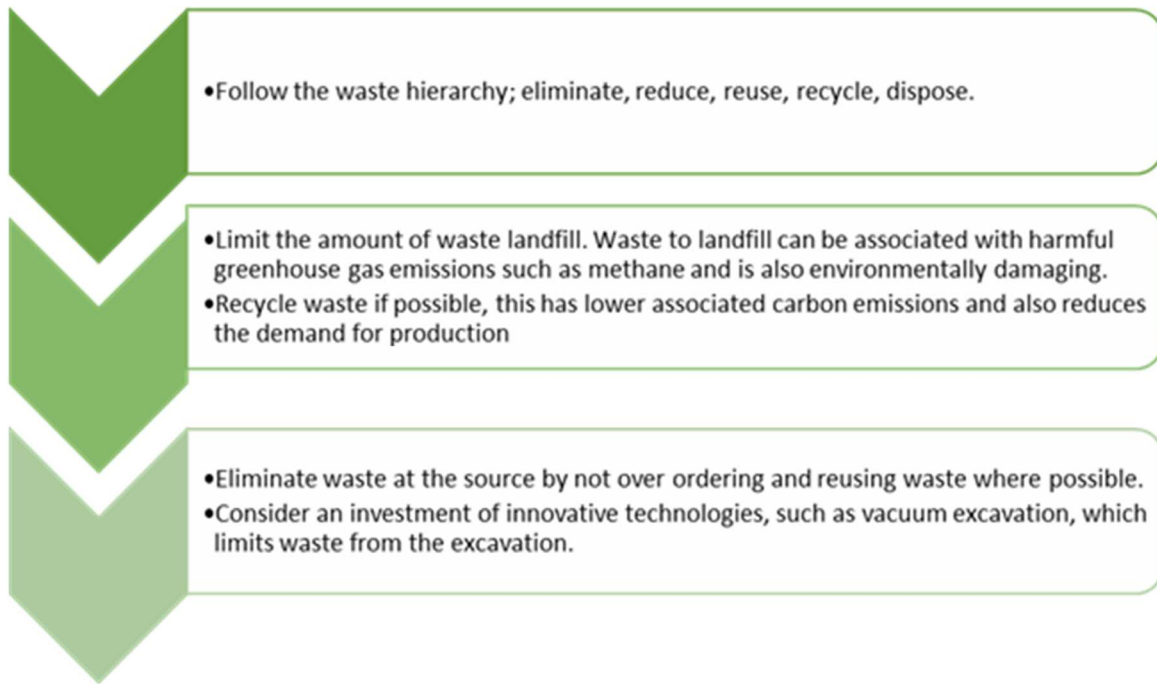 •Follow the waste hierarchy; eliminate, reduce, reuse, recycle, dispose.
•Limit the amount of waste landfill. Waste to landfill can be associated with harmful
greenhouse gas emissions such as methane and is also environmentally damaging.
•Recycle waste if possible, this has lower associated carbon emissions and also reduces
the demand for production
•Eliminate waste at the source by not over ordering and reusing waste where possible.
•Consider an investment of innovative technologies, such as vacuum excavation, which
limits waste from the excavation.